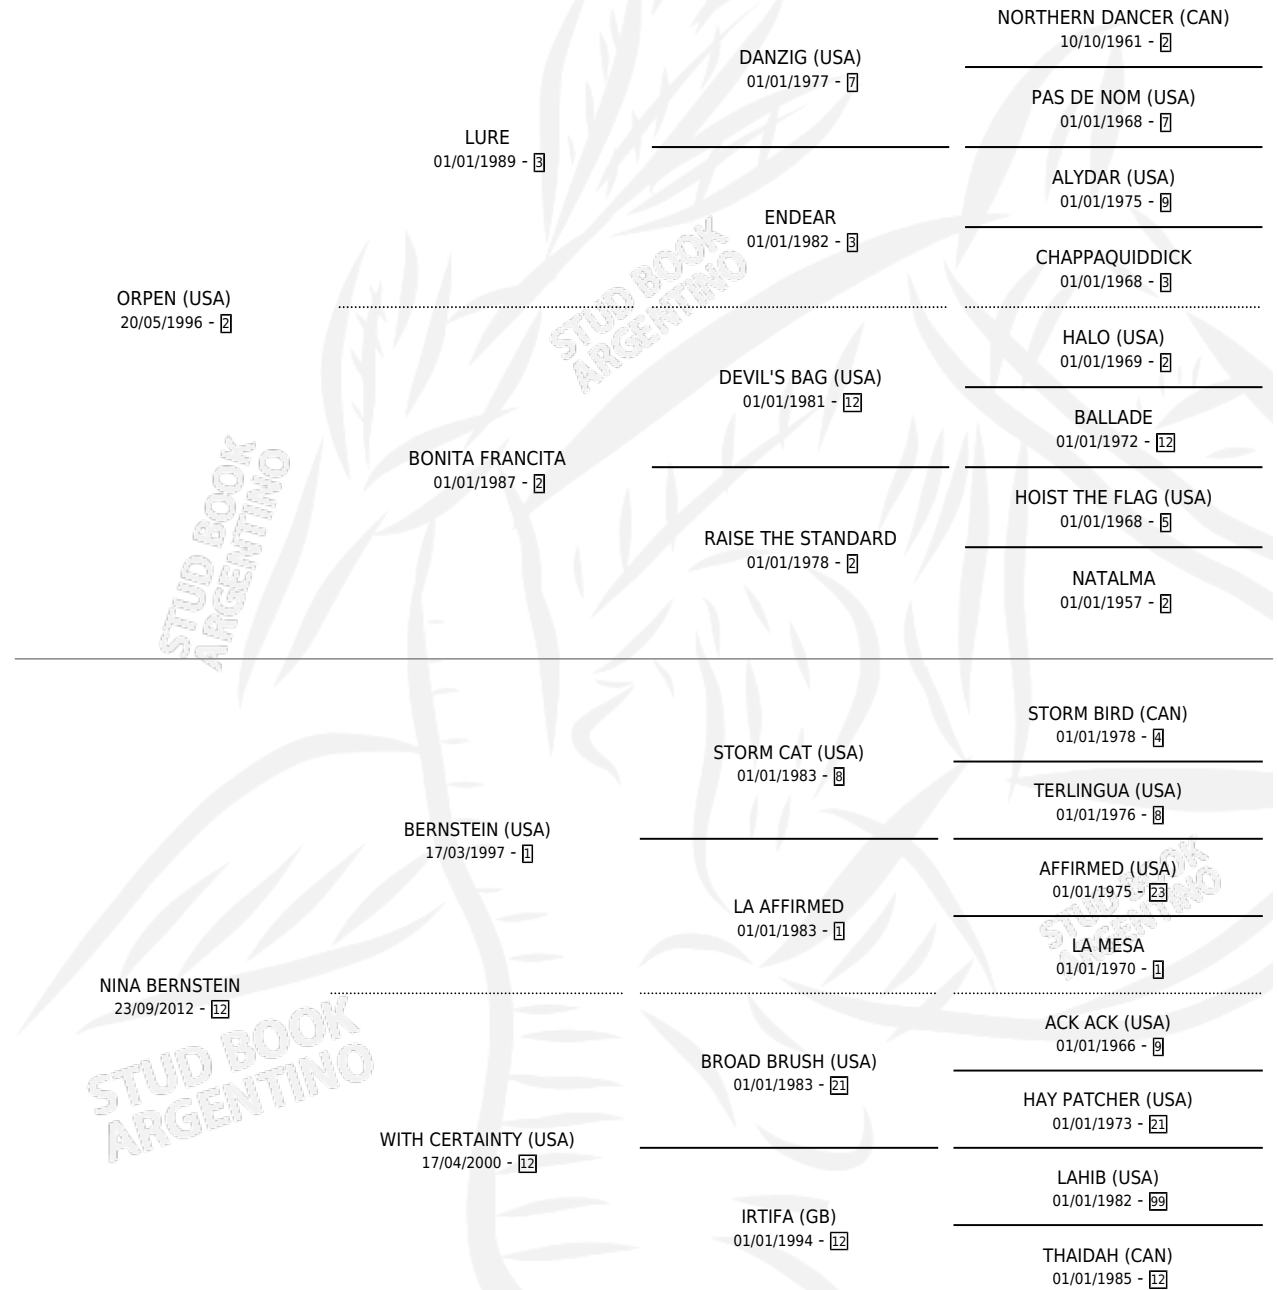 NORTHERN DANCER (CAN)
10/10/1961 - 2
DANZIG (USA)
01/01/1977 - 7
PAS DE NOM (USA)
01/01/1968 - 7
LURE
01/01/1989 - 3
ALYDAR (USA)
01/01/1975 - 9
ENDEAR
01/01/1982 - 3
CHAPPAQUIDDICK
01/01/1968 - 3
ORPEN (USA)
20/05/1996 - 2
STUD BOOK
ARGENTINO
HALO (USA)
01/01/1969 - 2
DEVIL'S BAG (USA)
01/01/1981 - 12
BALLADE
01/01/1972 - 12
BONITA FRANCITA
01/01/1987 - 2
HOIST THE FLAG (USA)
01/01/1968 - 5
RAISE THE STANDARD
01/01/1978 - 2
NATALMA
01/01/1957 - 2
STUD BOOK
ARGENTINO
STORM BIRD (CAN)
01/01/1978 - 4
STORM CAT (USA)
01/01/1983 - 8
TERLINGUA (USA)
01/01/1976 - 8
BERNSTEIN (USA)
17/03/1997 - 1
AFFIRMED (USA)
01/01/1975 - 23
LA AFFIRMED
01/01/1983 - 1
STUD BOOK
ARGENTINO
LA MESA
01/01/1970 - 1
NINA BERNSTEIN
23/09/2012 - 12
STUD BOOK
ARGENTINO
ACK ACK (USA)
01/01/1966 - 9
BROAD BRUSH (USA)
01/01/1983 - 21
HAY PATCHER (USA)
01/01/1973 - 21
WITH CERTAINTY (USA)
17/04/2000 - 12
LAHIB (USA)
01/01/1982 - 99
IRTIFA (GB)
01/01/1994 - 12
THAIDAH (CAN)
01/01/1985 - 12